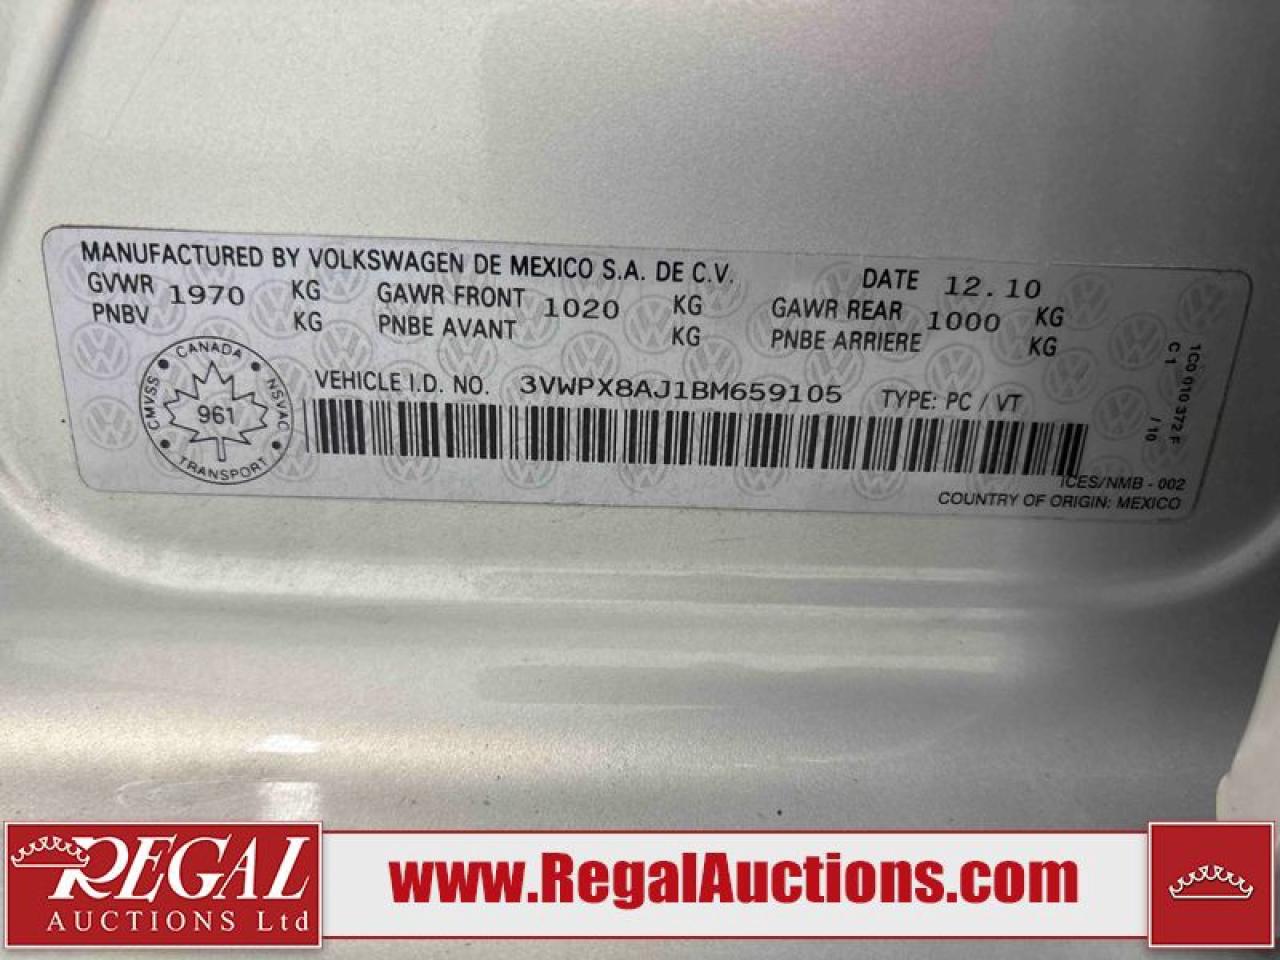 MANUFACTURED BY VOLKSWAGEN DE MEXICO S.A. DE C.V. DATE 12.10
GVWR 1970 KG GAWR FRONT 1020 KG GAWR REAR 1000 KG
PNBV KG PNBE AVANT KG PNBE ARRIERE KG
VEHICLE I.D. NO. 3VWPX8AJ1BM659105 TYPE: PC / VT
CANADA
CMVSS 961 NSVAC
TRANSPORT
ICES/NMB - 002
COUNTRY OF ORIGIN: MEXICO
1C0 010 372 F
C 1 / 10
REGAL
AUCTIONS Ltd
www.RegalAuctions.com